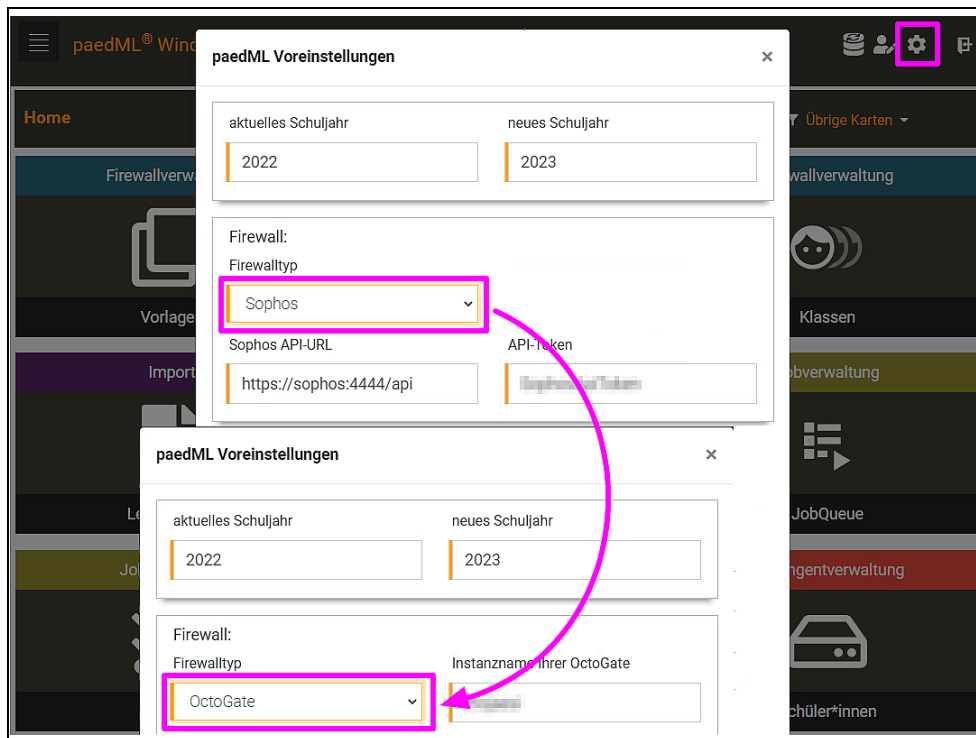 paedML® Wind
paedML Voreinstellungen
×
Home
Übrige Karten
aktuelles Schuljahr
neues Schuljahr
2022
2023
Firewallverw
wallverwaltung
Firewall:
Firewalltyp
Sophos
Vorlage
Klassen
Sophos API-URL
API-Token
https://sophos:4444/api
Import
bverwaltung
paedML Voreinstellungen
×
Le
JobQueue
aktuelles Schuljahr
neues Schuljahr
2022
2023
Jo
ngentverwaltung
Firewall:
Firewalltyp
Instanzname Ihrer OctoGate
OctoGate
chüler*innen